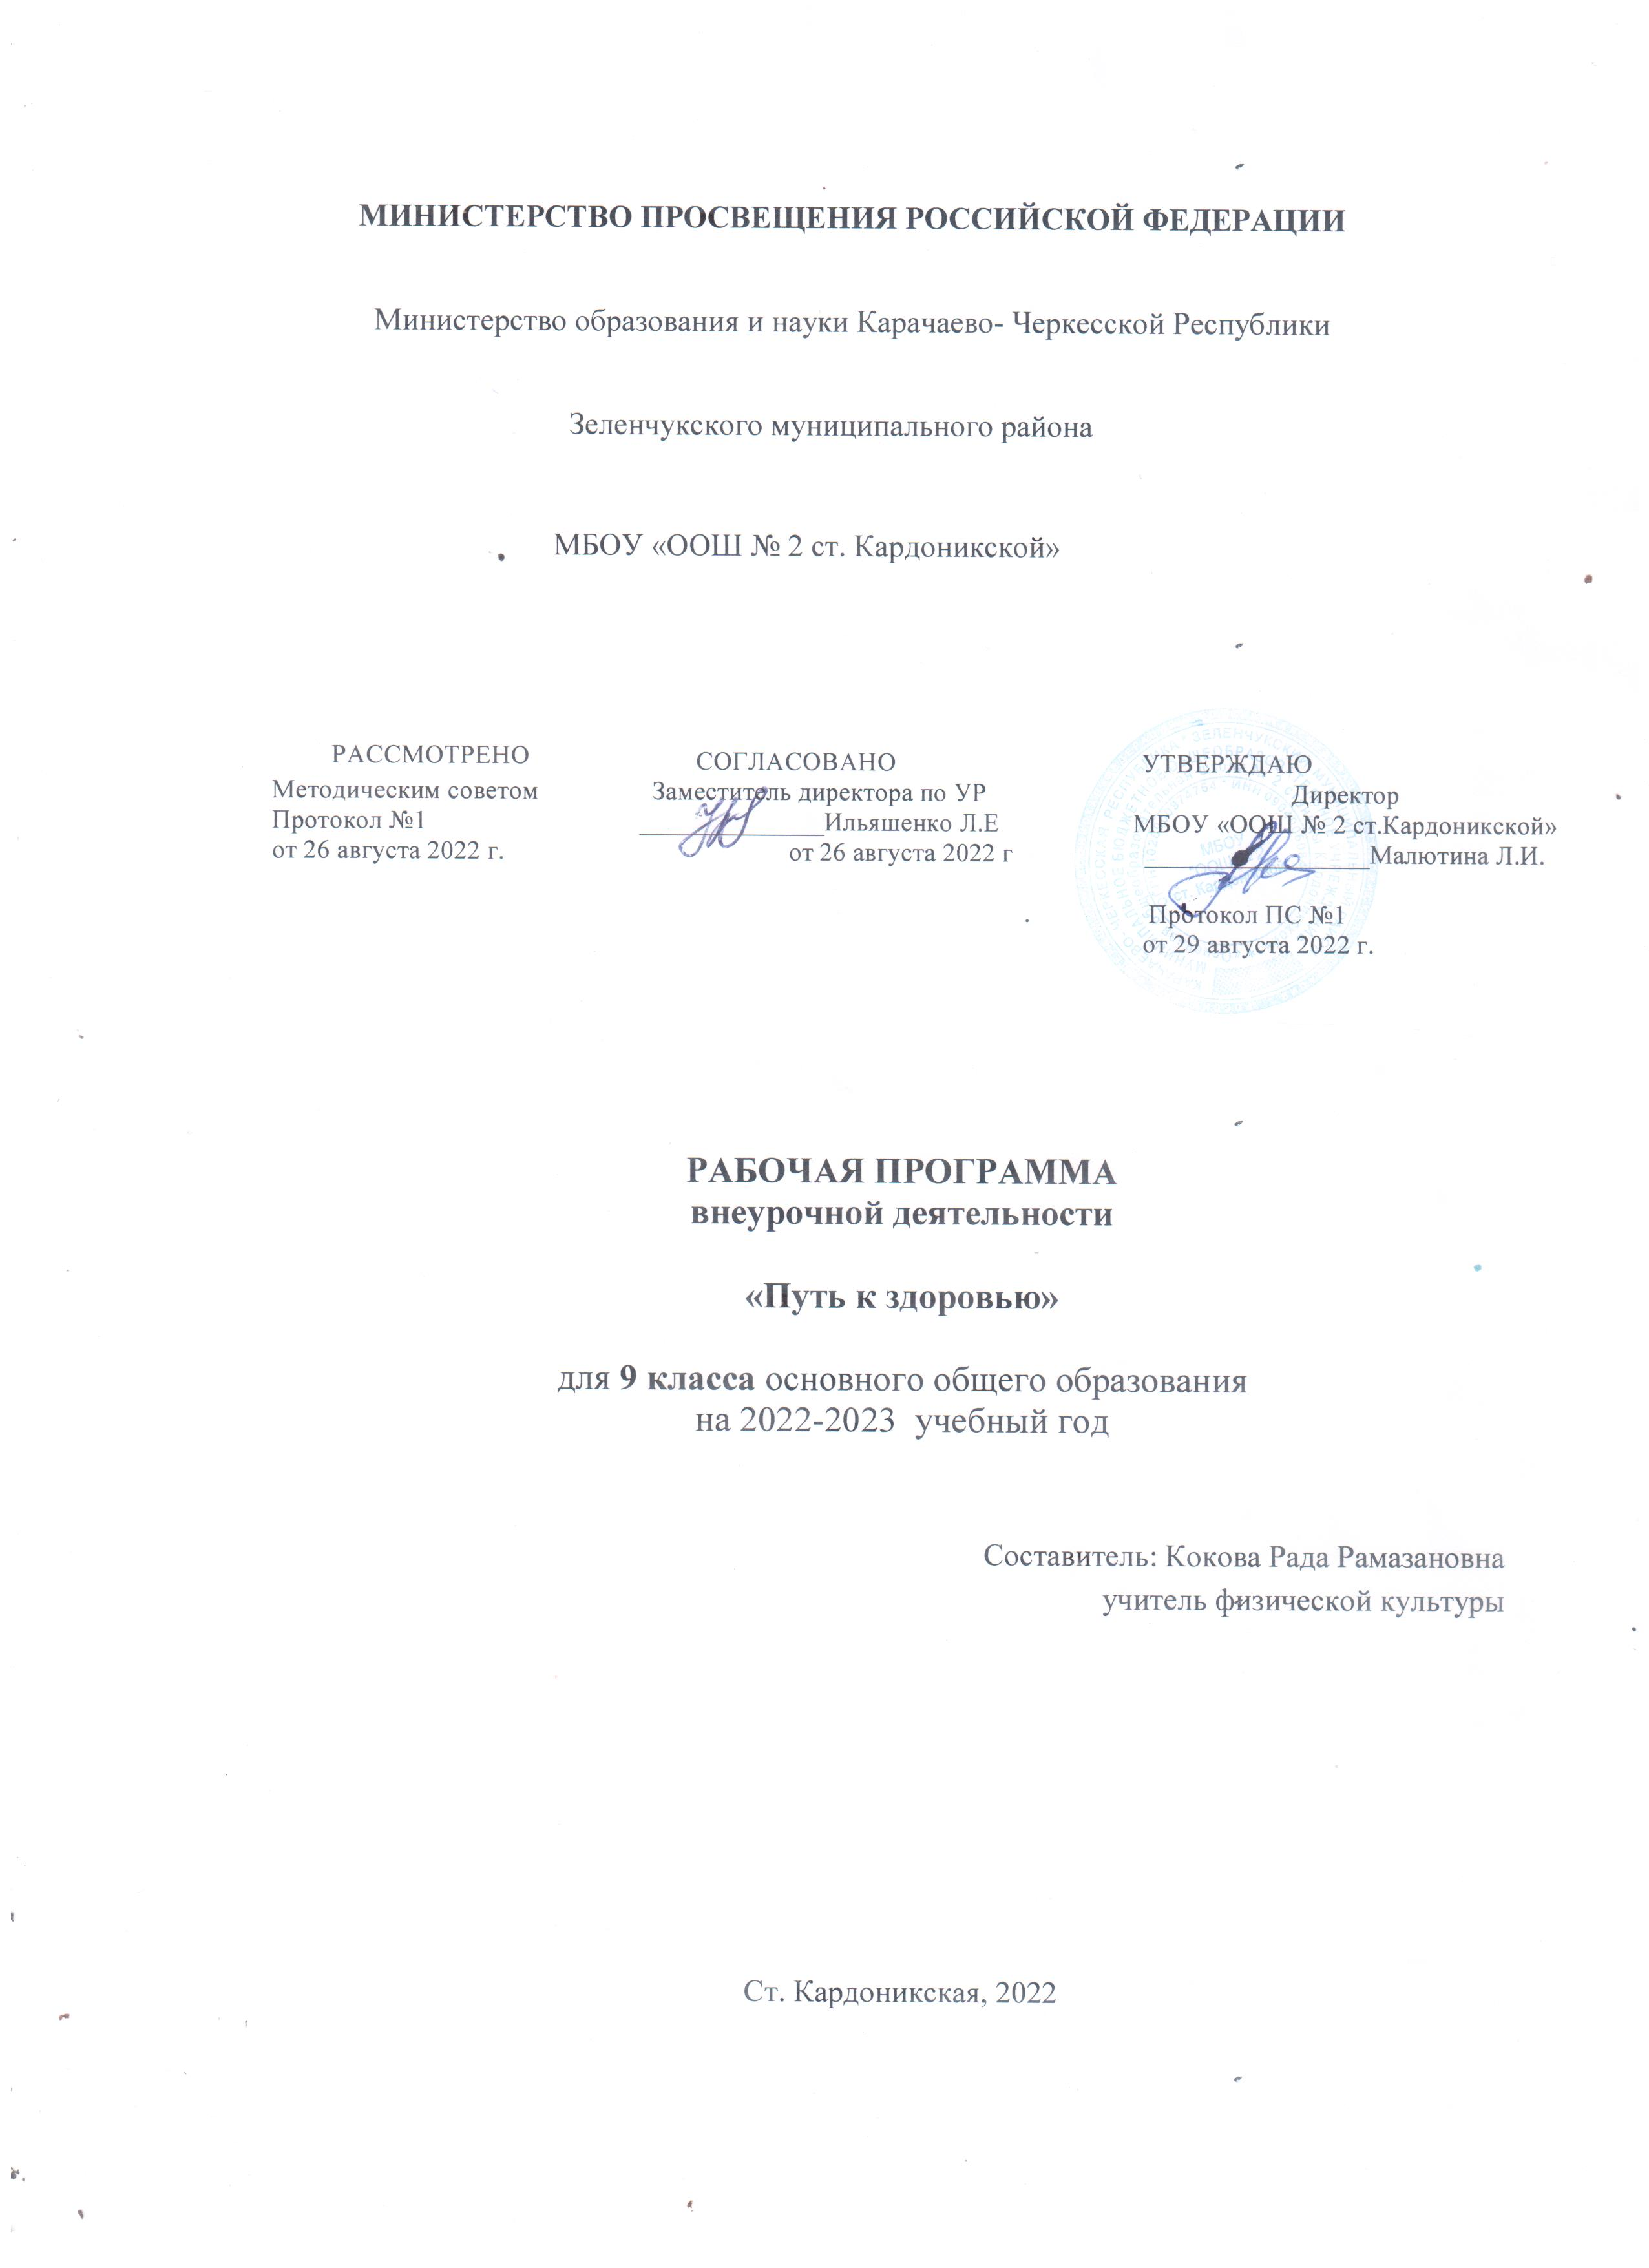 МИНИСТЕРСТВО ПРОСВЕЩЕНИЯ РОССИЙСКОЙ ФЕДЕРАЦИИ
Министерство образования и науки Карачаево- Черкесской Республики
Зеленчукского муниципального района
МБОУ «ООШ № 2 ст. Кардоникской»
РАССМОТРЕНО
Методическим советом
Протокол №1
от 26 августа 2022 г.
СОГЛАСОВАНО
Заместитель директора по УР
______________Ильяшенко Л.Е
от 26 августа 2022 г
УТВЕРЖДАЮ
Директор
МБОУ «ООШ № 2 ст.Кардоникской»
_________________Малютина Л.И.
Протокол ПС №1
от 29 августа 2022 г.
РАБОЧАЯ ПРОГРАММА
внеурочной деятельности
«Путь к здоровью»
для 9 класса основного общего образования
на 2022-2023 учебный год
Составитель: Кокова Рада Рамазановна
учитель физической культуры
Ст. Кардоникская, 2022